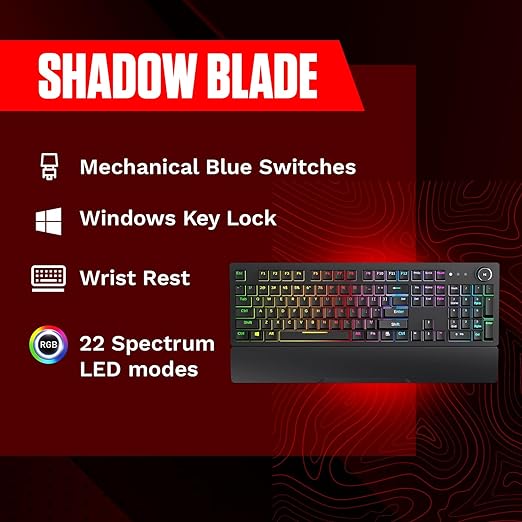 SHADOW BLADE
Mechanical Blue Switches
Windows Key Lock
Wrist Rest
RGB
22 Spectrum
LED modes